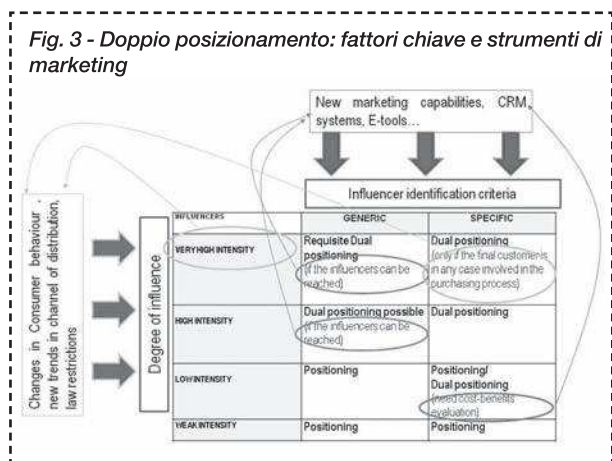 Fig. 3 - Doppio posizionamento: fattori chiave e strumenti di
marketing
New marketing capabilities, CRM
systems, E-tools...
Influencer identification criteria
Changes in Consumer behaviour ,
new trends in channel of distribution,
law restrictions
Degree of influence
INFLUENCERS
GENERIC
SPECIFIC
VERY HIGH INTENSITY
Requisite Dual
positioning
(if the influencers can be
reached)
Dual positioning
(only if the final customer is
in any case involved in the
purchasing process)
HIGH INTENSITY
Dual positioning possible
(if the influencers can be
reached)
Dual positioning
LOW INTENSITY
Positioning
Positioning/
Dual positioning
(need cost-benefits
evaluation)
WEAK INTENSITY
Positioning
Positioning